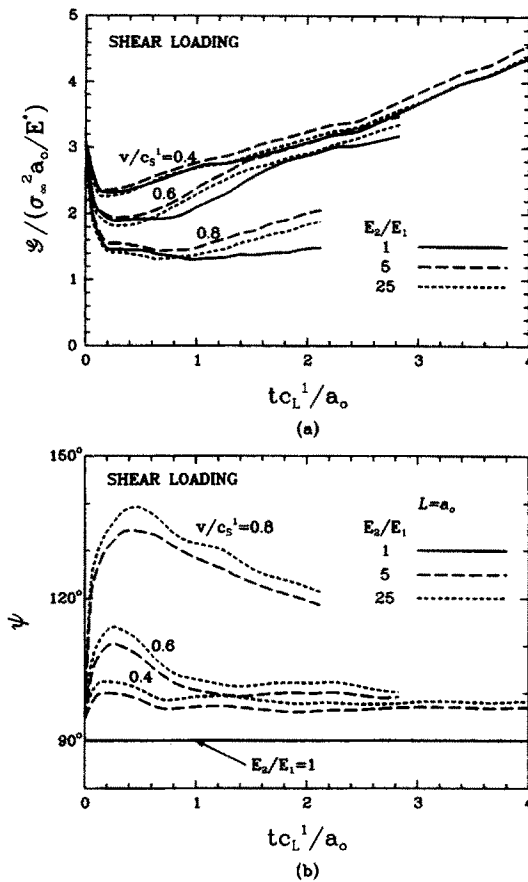 5
4
3
2
1
0
SHEAR LOADING
v/c_S^1=0.4
0.6
0.8
E_2/E_1
1
5
25
𝒢/(σ_∞^2 a_o/E*)
0 1 2 3 4
tc_L^1/a_o
(a)
150°
120°
90°
SHEAR LOADING
v/c_S^1=0.8
0.6
0.4
L=a_o
E_2/E_1
1
5
25
E_2/E_1=1
ψ
0 1 2 3 4
tc_L^1/a_o
(b)